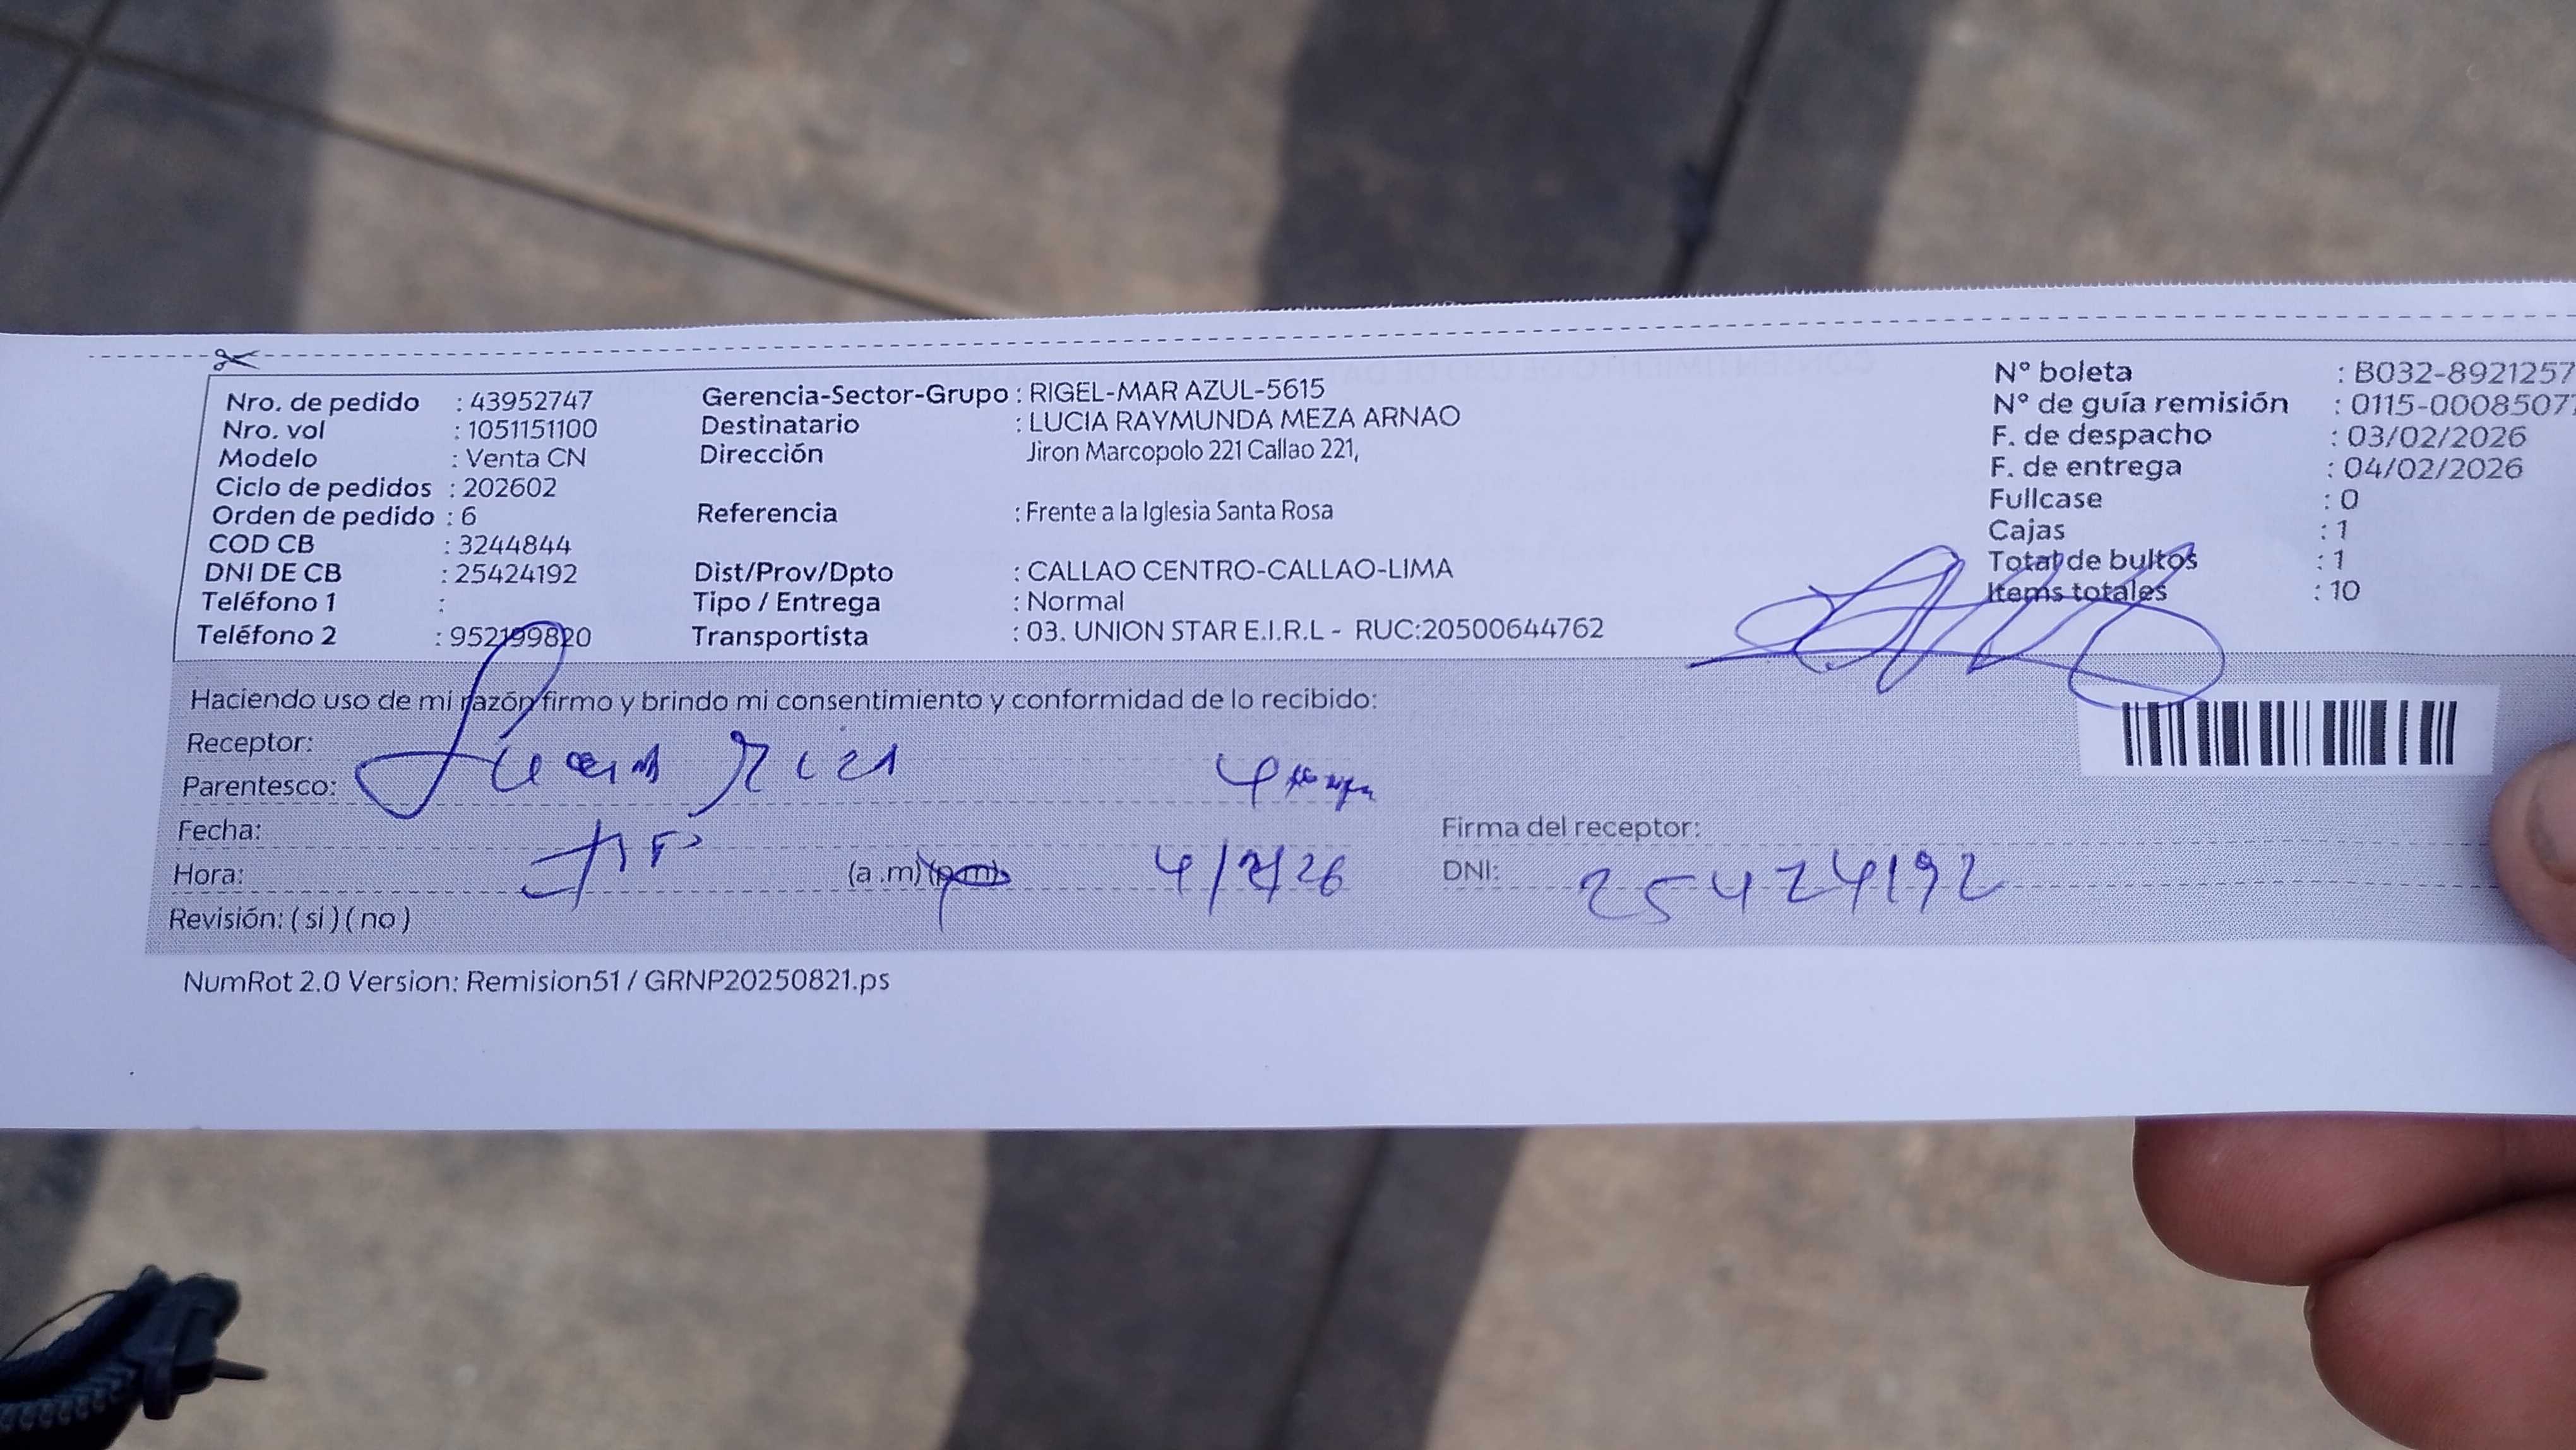 Nro. de pedido : 43952747
Nro. vol : 1051151100
Modelo : Venta CN
Ciclo de pedidos : 202602
Orden de pedido : 6
COD CB : 3244844
DNI DE CB : 25424192
Teléfono 1 :
Teléfono 2 : 952199820
Gerencia-Sector-Grupo : RIGEL-MAR AZUL-5615
Destinatario : LUCIA RAYMUNDA MEZA ARNAO
Dirección Jiron Marcopolo 221 Callao 221,
Referencia : Frente a la Iglesia Santa Rosa
Dist/Prov/Dpto : CALLAO CENTRO-CALLAO-LIMA
Tipo / Entrega : Normal
Transportista : 03. UNION STAR E.I.R.L - RUC:20500644762
N° boleta : B032-8921257
N° de guía remisión : 0115-0008507
F. de despacho : 03/02/2026
F. de entrega : 04/02/2026
Fullcase : 0
Cajas : 1
Total de bultos : 1
Items totales : 10
Haciendo uso de mi razón firmo y brindo mi consentimiento y conformidad de lo recibido:
Receptor:
Parentesco:
Fecha:
Firma del receptor:
Hora: (a.m)(p.m) 4/2/26 DNI: 25424192
Revisión: ( si ) ( no )
NumRot 2.0 Version: Remision51 / GRNP20250821.ps